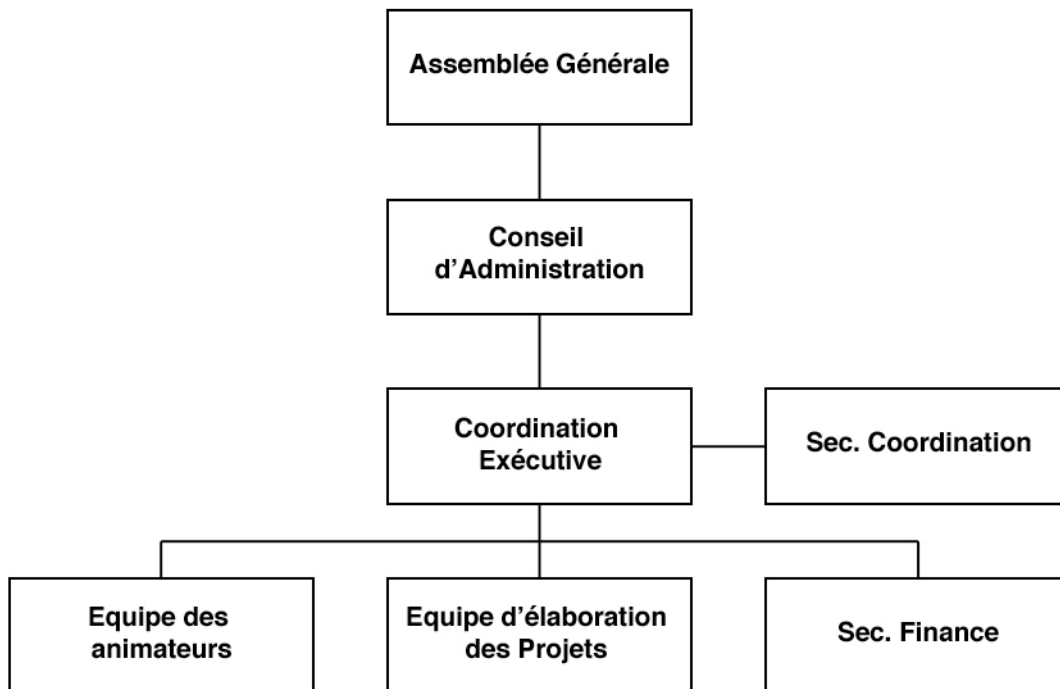 Assemblée Générale
Conseil
d’Administration
Coordination
Exécutive
Sec. Coordination
Equipe des
animateurs
Equipe d’élaboration
des Projets
Sec. Finance